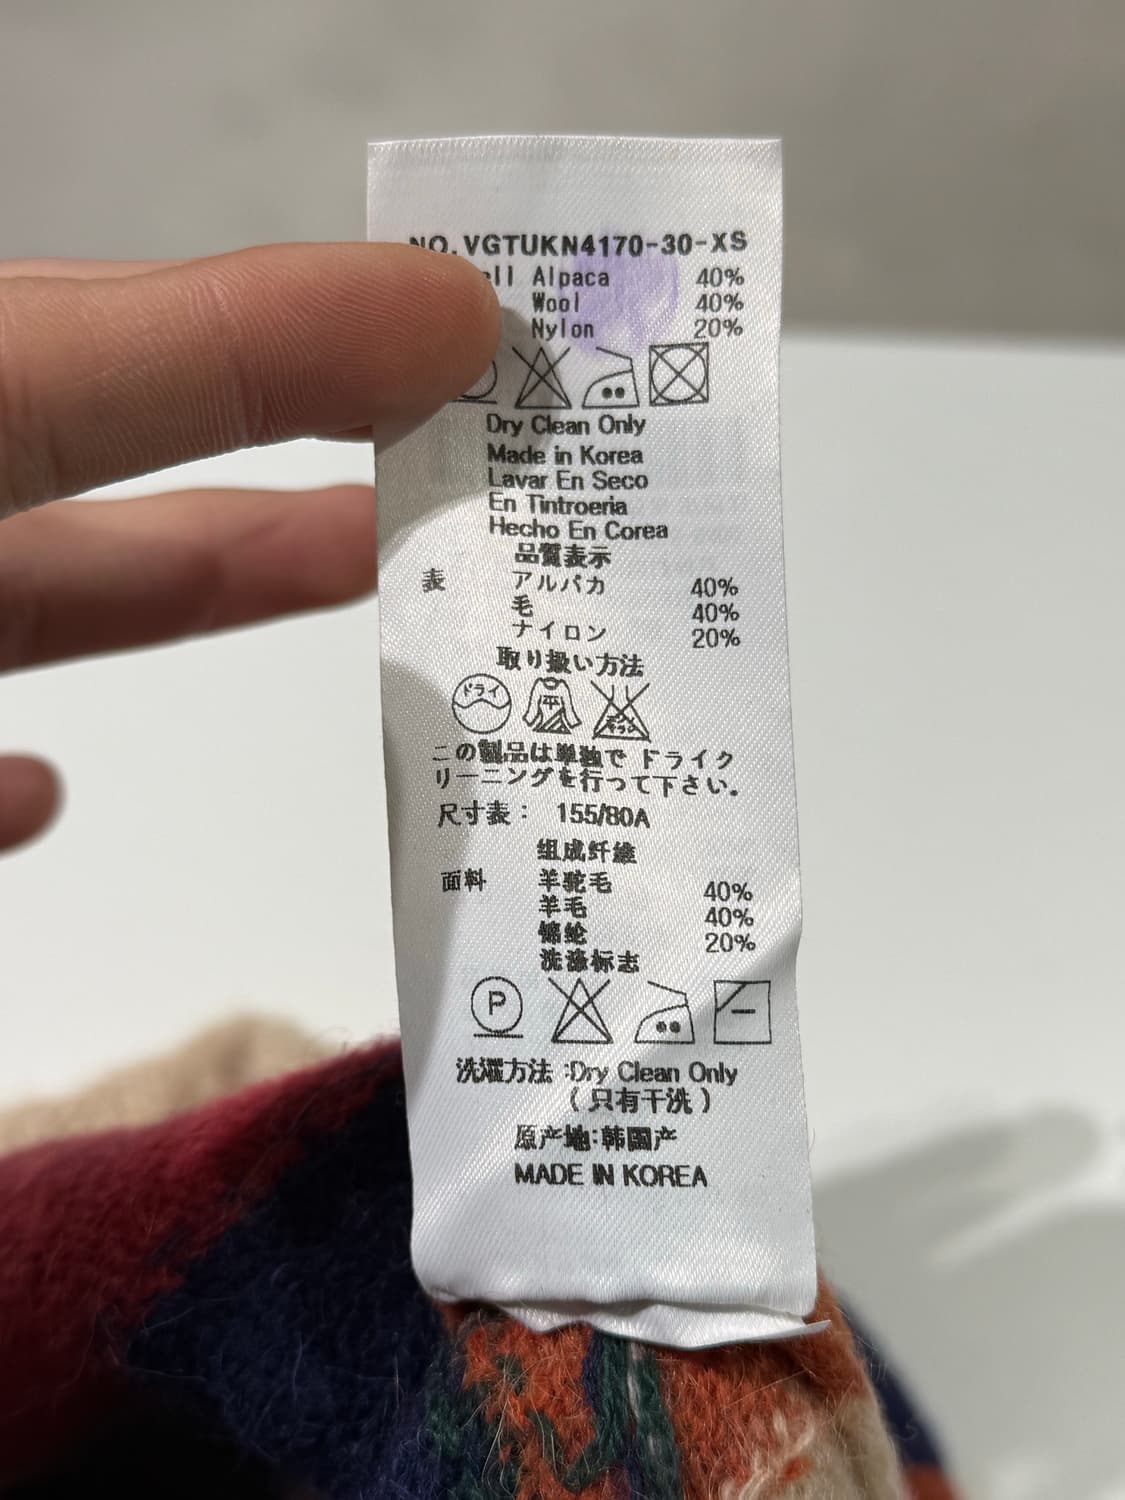 NO.VGTUKN4170-30-XS
Alpaca 40%
Wool 40%
Nylon 20%
Dry Clean Only
Made in Korea
Lavar En Seco
En Tintroeria
Hecho En Corea
品質表示
表 アルパカ 40%
毛 40%
ナイロン 20%
取り扱い方法
ドライ 平
この製品は単独で ドライク
リーニングを行って下さい。
尺寸表： 155/80A
组成纤维
面料 羊驼毛 40%
羊毛 40%
锦纶 20%
洗涤标志
P
洗濯方法 :Dry Clean Only
(只有干洗)
原产地:韩国产
MADE IN KOREA